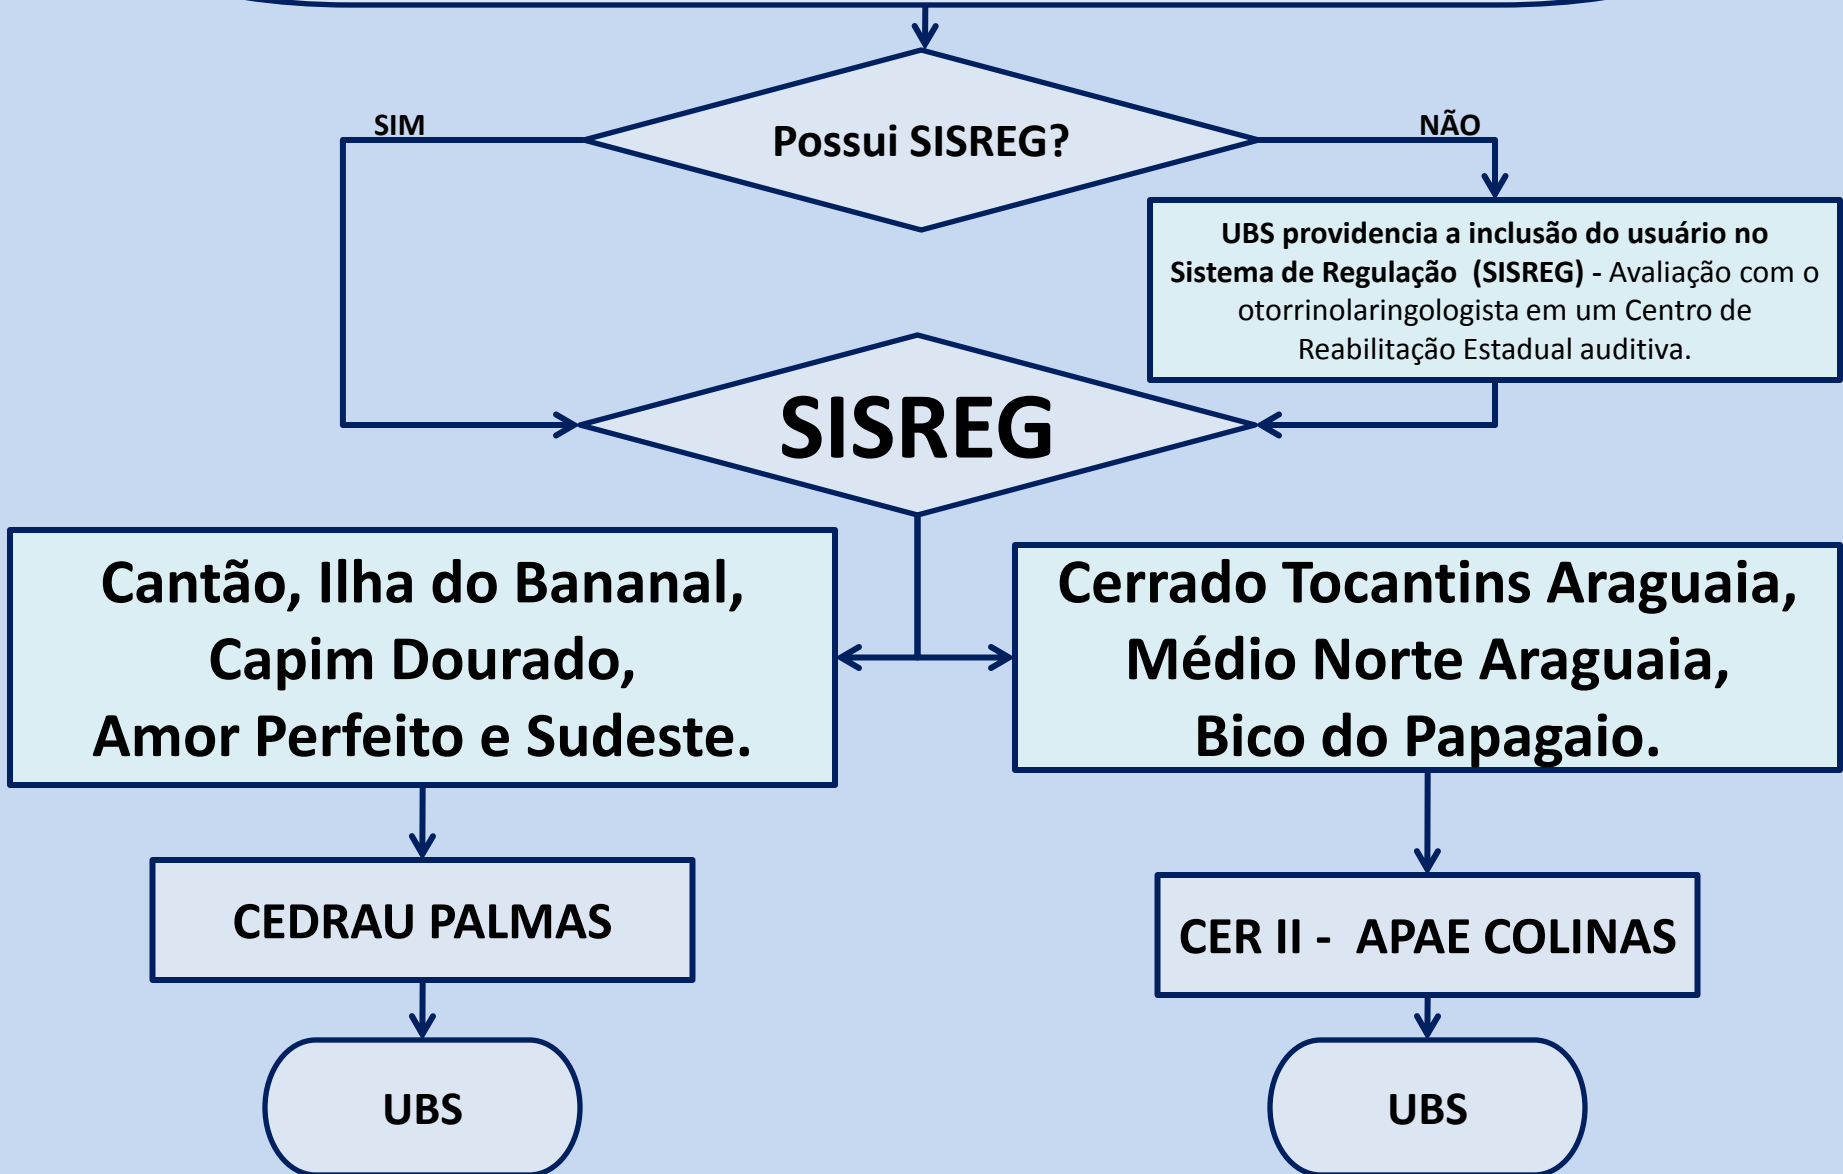 Possui SISREG?
SIM
NÃO
UBS providencia a inclusão do usuário no
Sistema de Regulação (SISREG) - Avaliação com o
otorrinolaringologista em um Centro de
Reabilitação Estadual auditiva.
SISREG
Cantão, Ilha do Bananal,
Capim Dourado,
Amor Perfeito e Sudeste.
Cerrado Tocantins Araguaia,
Médio Norte Araguaia,
Bico do Papagaio.
CEDRAU PALMAS
CER II - APAE COLINAS
UBS
UBS